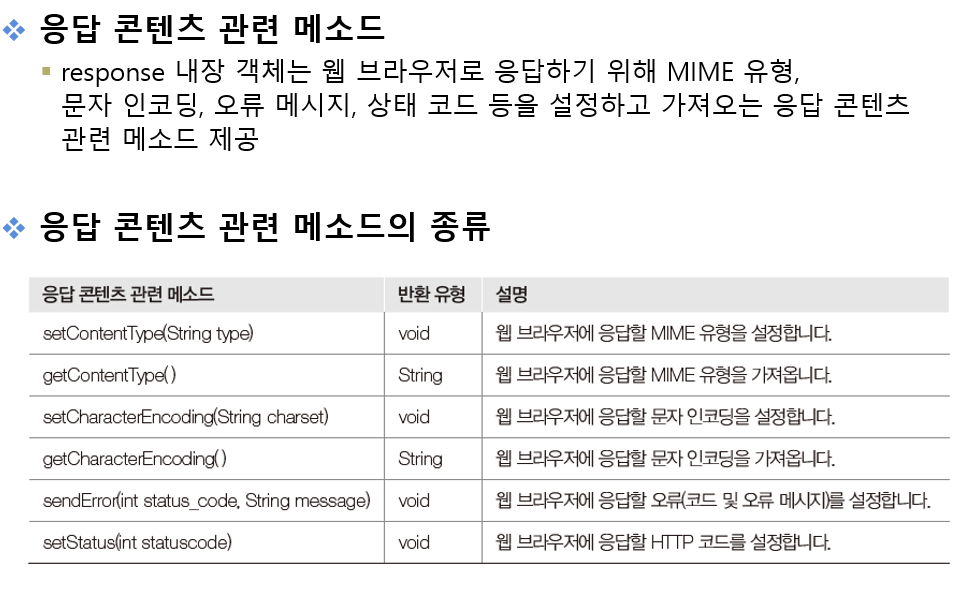 응답 콘텐츠 관련 메소드
response 내장 객체는 웹 브라우저로 응답하기 위해 MIME 유형,
문자 인코딩, 오류 메시지, 상태 코드 등을 설정하고 가져오는 응답 콘텐츠
관련 메소드 제공
응답 콘텐츠 관련 메소드의 종류
응답 콘텐츠 관련 메소드 반환 유형 설명
setContentType(String type) void 웹 브라우저에 응답할 MIME 유형을 설정합니다.
getContentType( ) String 웹 브라우저에 응답할 MIME 유형을 가져옵니다.
setCharacterEncoding(String charset) void 웹 브라우저에 응답할 문자 인코딩을 설정합니다.
getCharacterEncoding( ) String 웹 브라우저에 응답할 문자 인코딩을 가져옵니다.
sendError(int status_code, String message) void 웹 브라우저에 응답할 오류(코드 및 오류 메시지)를 설정합니다.
setStatus(int statuscode) void 웹 브라우저에 응답할 HTTP 코드를 설정합니다.